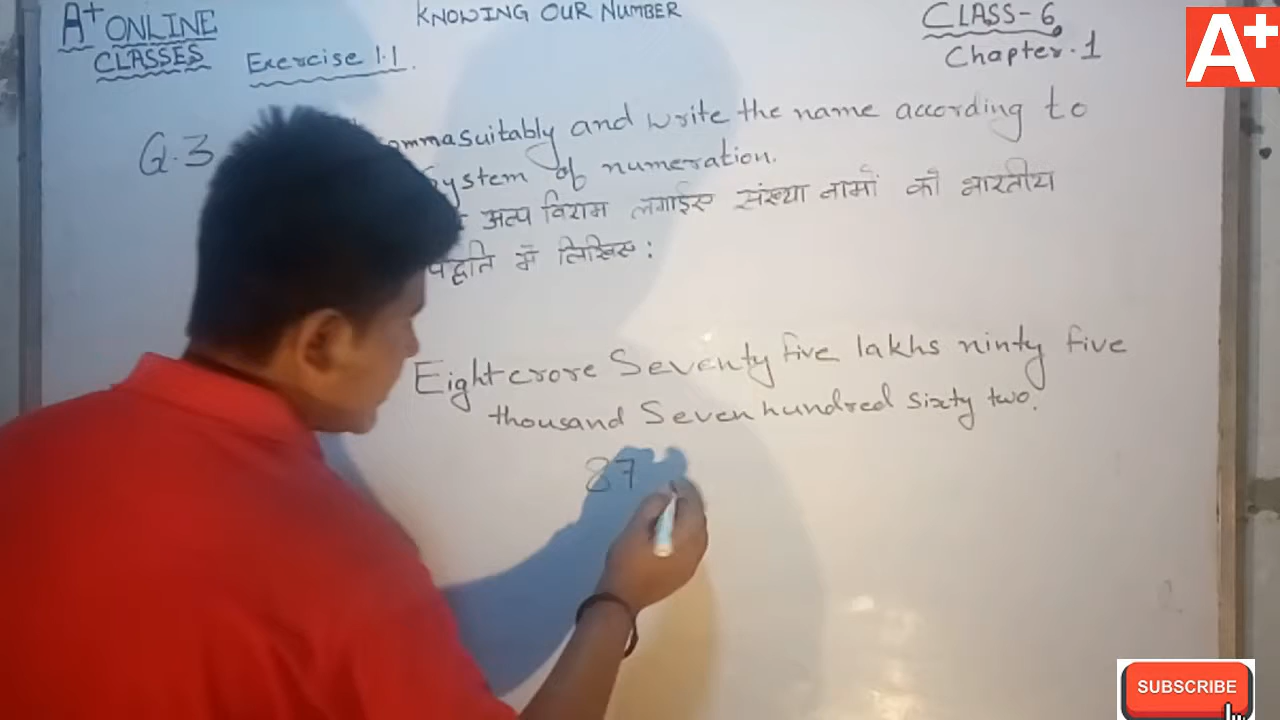 A+ ONLINE CLASSES
KNOWING OUR NUMBER
CLASS-6
Chapter.1
Exercise 1.1
A+
Q.3 commasuitably and write the name according to
System of numeration.
अल्प विराम लगाईए संख्या नामों को भारतीय
पद्धति में लिखिए:
Eight crore Seventy five lakhs ninty five
thousand Seven hundred sixty two.
87
SUBSCRIBE